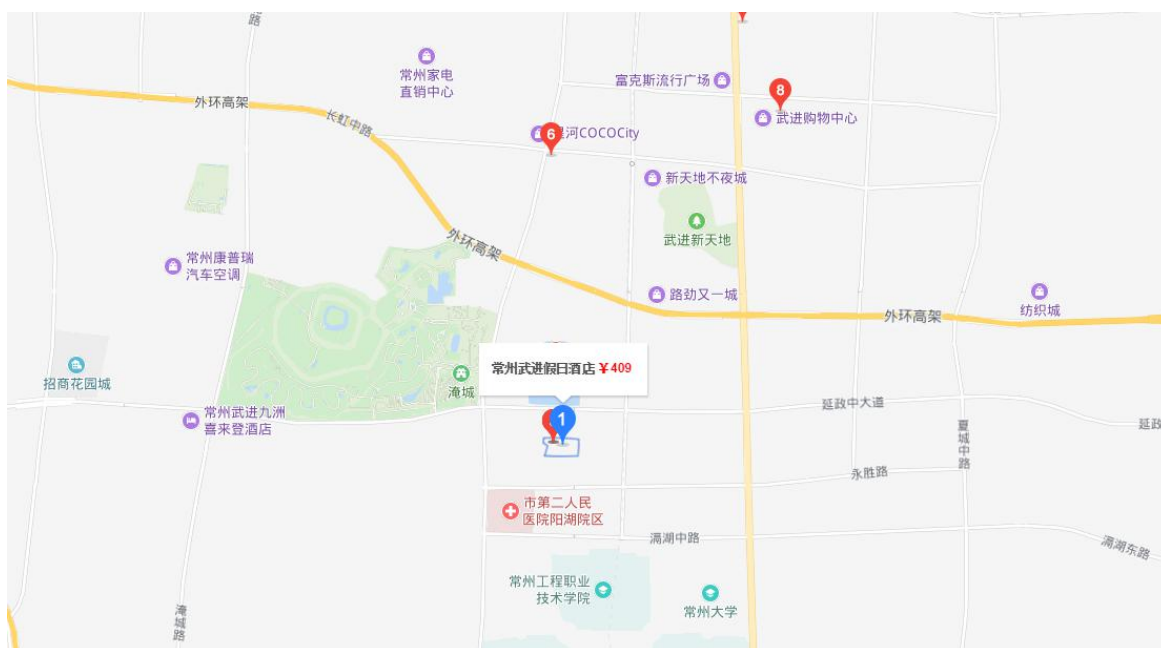 路
常州家电
直销中心
富克斯流行广场
8
外环高架
武进购物中心
长虹中路
6
河COCOCity
新天地不夜城
武进新天地
外环高架
常州康普瑞
汽车空调
路劲又一城
纺织城
外环高架
常州武进假日酒店 ¥409
招商花园城
淹城
常州武进九洲
喜来登酒店
延政中大道
1
夏城中路
延政
永胜路
市第二人民
医院阳湖院区
滆湖中路
滆湖东路
常州工程职业
技术学院
常州大学
淹城路